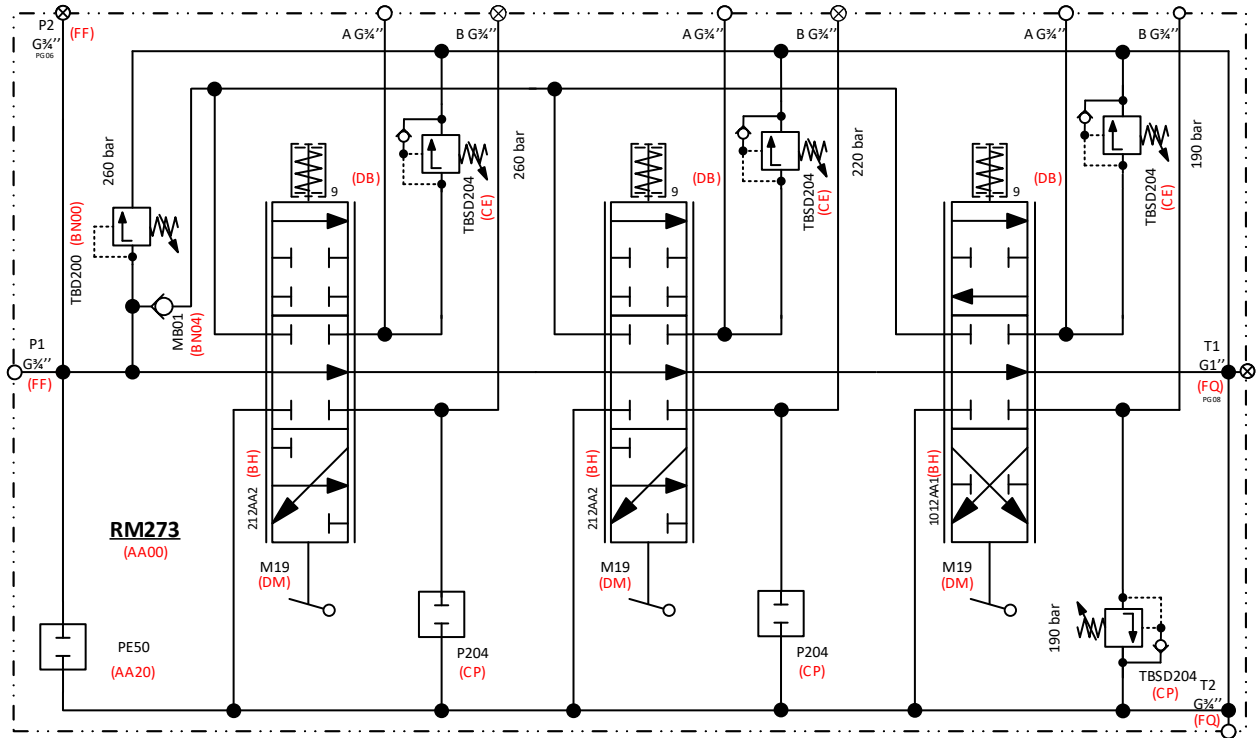 P2
(FF)
G¾’’
PG06
A G¾’’
B G¾’’
A G¾’’
B G¾’’
A G¾’’
B G¾’’
260 bar
TBD200
(BN00)
MB01
(BN04)
9
(DB)
TBSD204
(CE)
260 bar
9
(DB)
TBSD204
(CE)
220 bar
9
(DB)
TBSD204
(CE)
190 bar
P1
G¾’’
(FF)
T1
G1’’
(FQ)
PG08
212AA2
(BH)
212AA2
(BH)
1012AA1
(BH)
RM273
(AA00)
M19
(DM)
M19
(DM)
M19
(DM)
PE50
(AA20)
P204
(CP)
P204
(CP)
190 bar
TBSD204
(CP)
T2
G¾’’
(FQ)